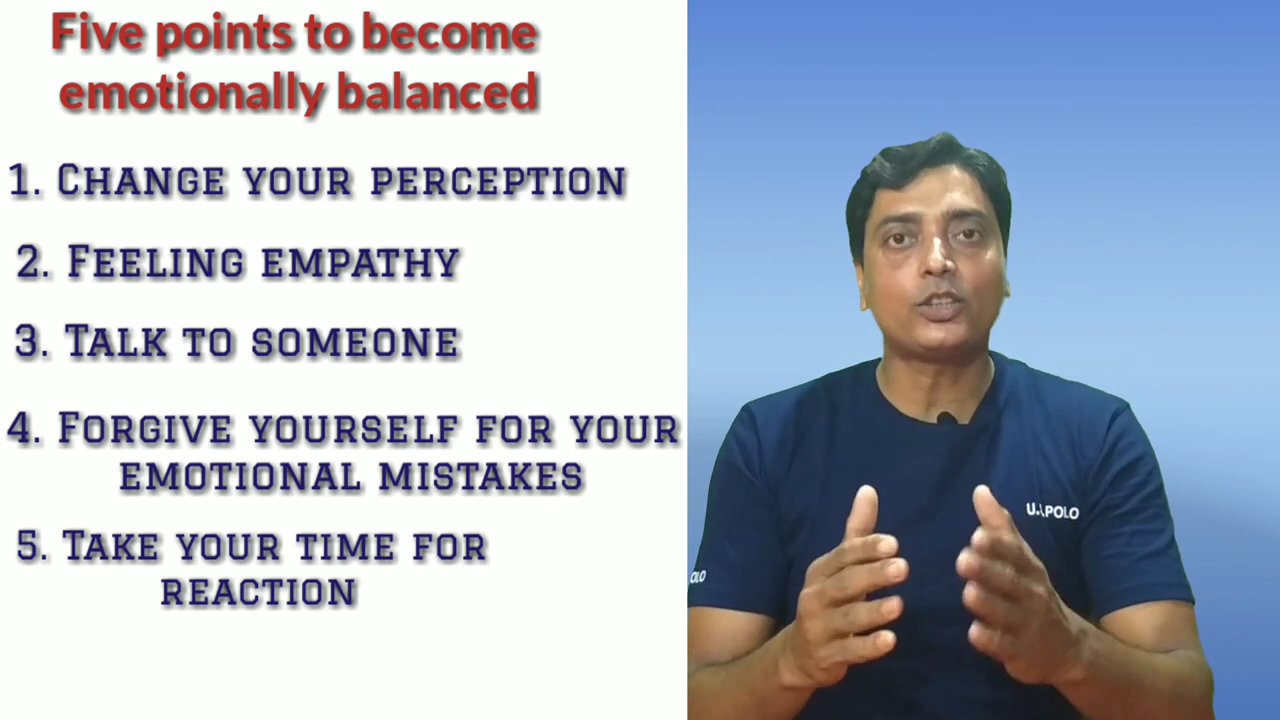 Five points to become
emotionally balanced
1. Change your perception
2. Feeling empathy
3. Talk to someone
4. Forgive yourself for your
emotional mistakes
5. Take your time for
reaction
POLO
OLO